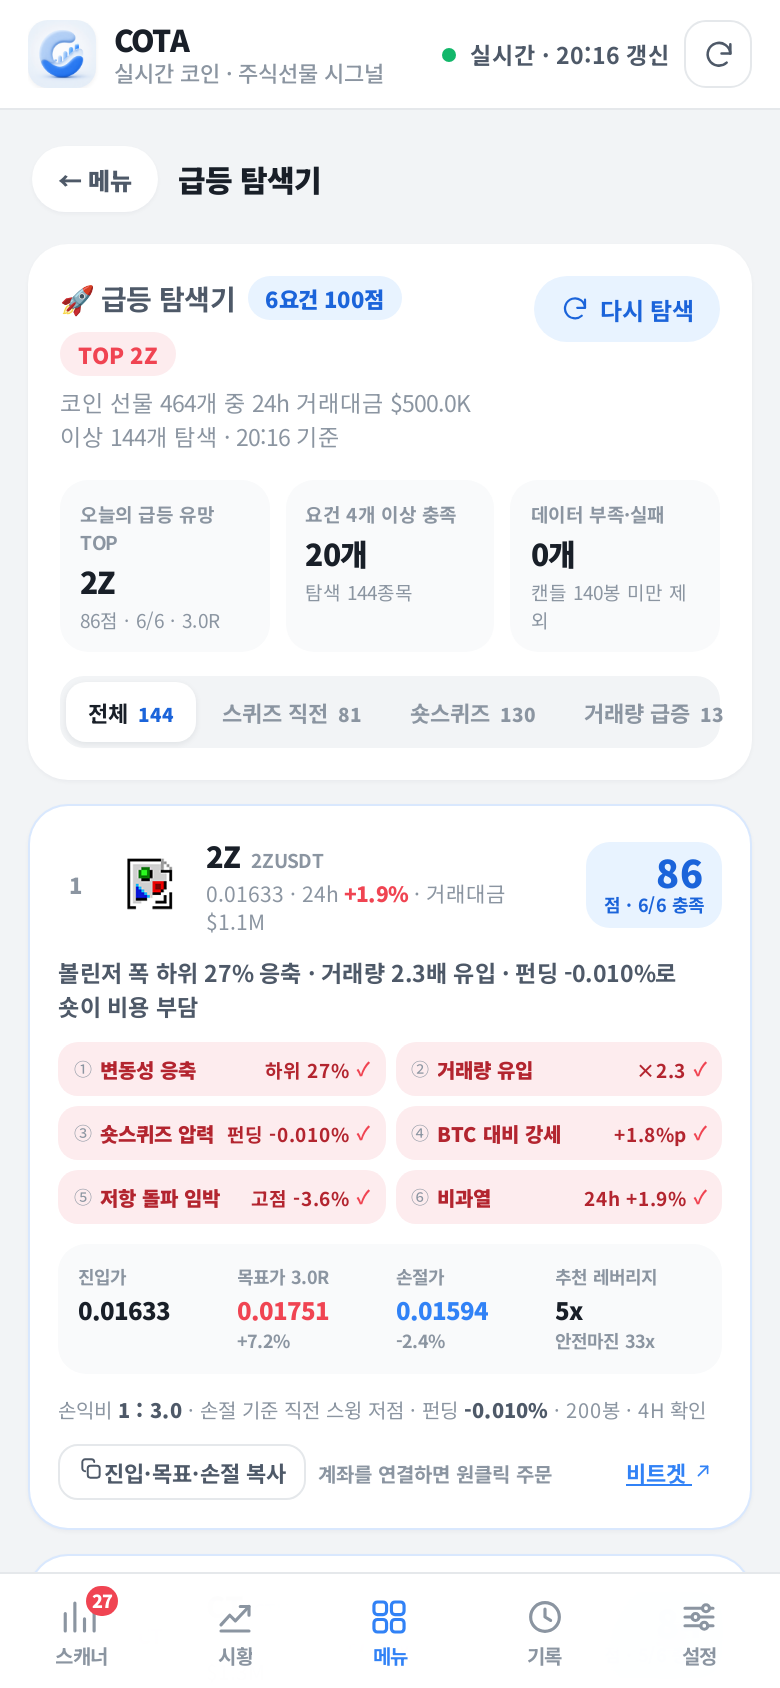 COTA
실시간 코인 · 주식선물 시그널
실시간 · 20:16 갱신
← 메뉴
급등 탐색기
🚀 급등 탐색기
6요건 100점
TOP 2Z
다시 탐색
코인 선물 464개 중 24h 거래대금 $500.0K
이상 144개 탐색 · 20:16 기준
오늘의 급등 유망
TOP
2Z
86점 · 6/6 · 3.0R
요건 4개 이상 충족
20개
탐색 144종목
데이터 부족·실패
0개
캔들 140봉 미만 제
외
전체 144
스퀴즈 직전 81
숏스퀴즈 130
거래량 급증 13
1
2Z 2ZUSDT
0.01633 · 24h +1.9% · 거래대금
$1.1M
86
점 · 6/6 충족
볼린저 폭 하위 27% 응축 · 거래량 2.3배 유입 · 펀딩 -0.010%로
숏이 비용 부담
① 변동성 응축 하위 27% ✓
② 거래량 유입 ×2.3 ✓
③ 숏스퀴즈 압력 펀딩 -0.010% ✓
④ BTC 대비 강세 +1.8%p ✓
⑤ 저항 돌파 임박 고점 -3.6% ✓
⑥ 비과열 24h +1.9% ✓
진입가
0.01633
목표가 3.0R
0.01751
+7.2%
손절가
0.01594
-2.4%
추천 레버리지
5x
안전마진 33x
손익비 1 : 3.0 · 손절 기준 직전 스윙 저점 · 펀딩 -0.010% · 200봉 · 4H 확인
진입·목표·손절 복사
계좌를 연결하면 원클릭 주문
비트겟 ↗
27
스캐너
시황
메뉴
기록
설정